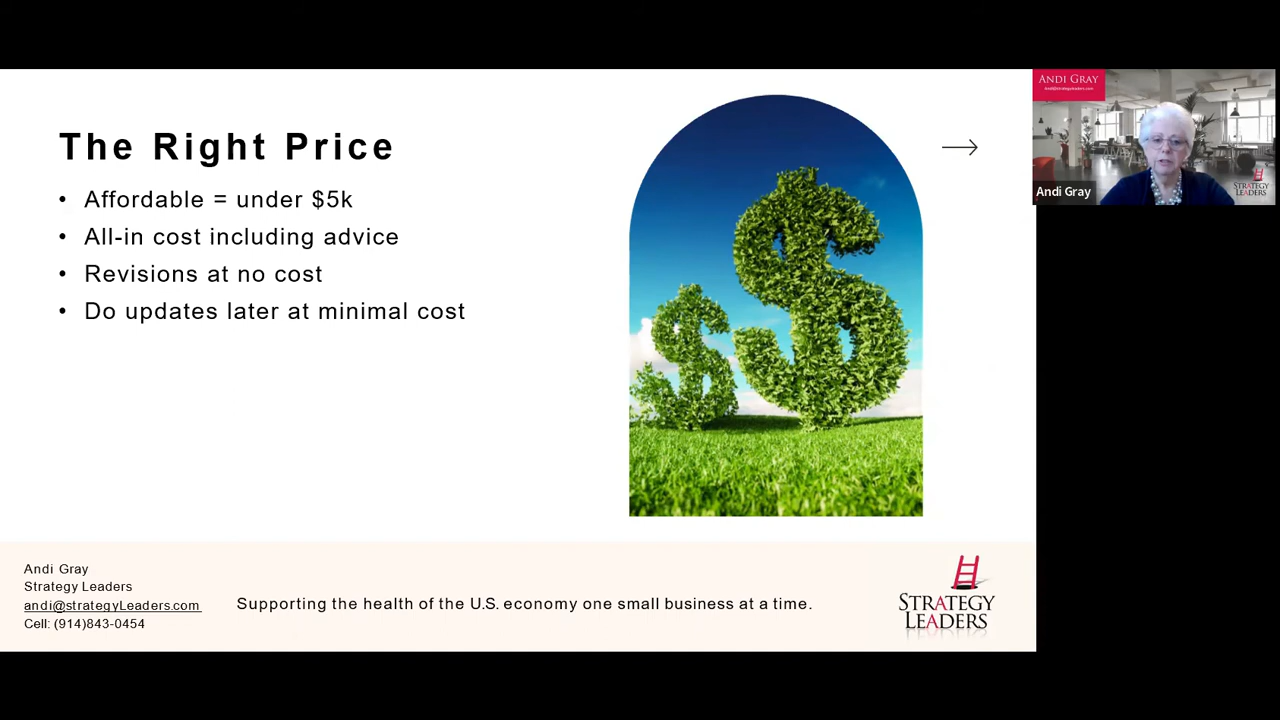 The Right Price
• Affordable = under $5k
• All-in cost including advice
• Revisions at no cost
• Do updates later at minimal cost
Andi Gray
Strategy Leaders
andi@strategyLeaders.com
Cell: (914)843-0454
Supporting the health of the U.S. economy one small business at a time.
STRATEGY
LEADERS
ANDI GRAY
Andi@strategyleaders.com
Andi Gray
STRATEGY
LEADERS